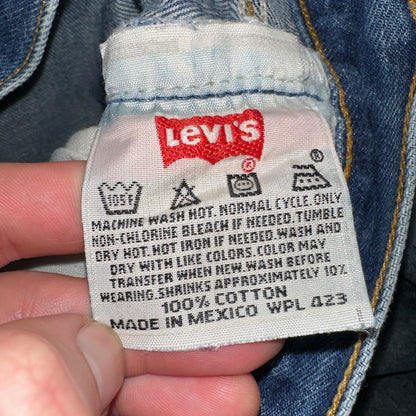 LEVI'S
®
®
105°
MACHINE WASH HOT. NORMAL CYCLE. ONLY
NON-CHLORINE BLEACH IF NEEDED. TUMBLE
DRY HOT. HOT IRON IF NEEDED. WASH AND
DRY WITH LIKE COLORS. COLOR MAY
TRANSFER WHEN NEW. WASH BEFORE
WEARING. SHRINKS APPROXIMATELY 10%
100% COTTON
MADE IN MEXICO WPL 423